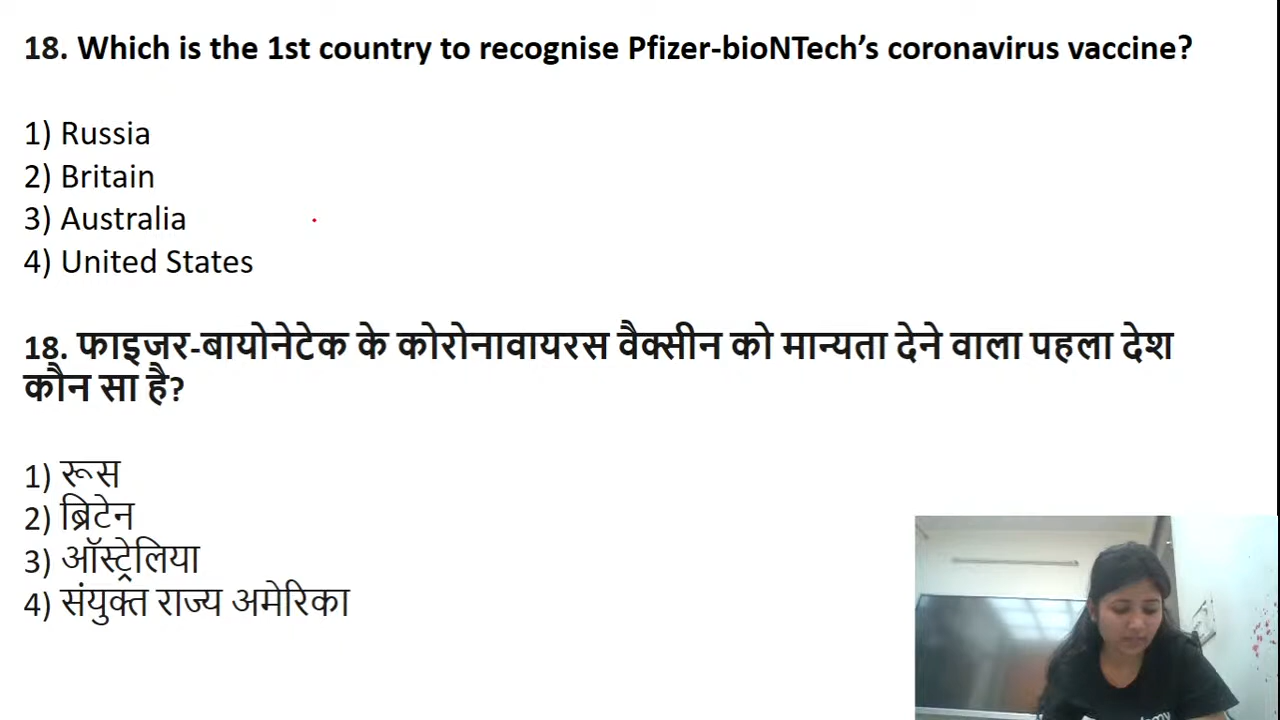 18. Which is the 1st country to recognise Pfizer-bioNTech’s coronavirus vaccine?
1) Russia
2) Britain
3) Australia
4) United States
18. फाइजर-बायोनेटेक के कोरोनावायरस वैक्सीन को मान्यता देने वाला पहला देश
कौन सा है?
1) रूस
2) ब्रिटेन
3) ऑस्ट्रेलिया
4) संयुक्त राज्य अमेरिका